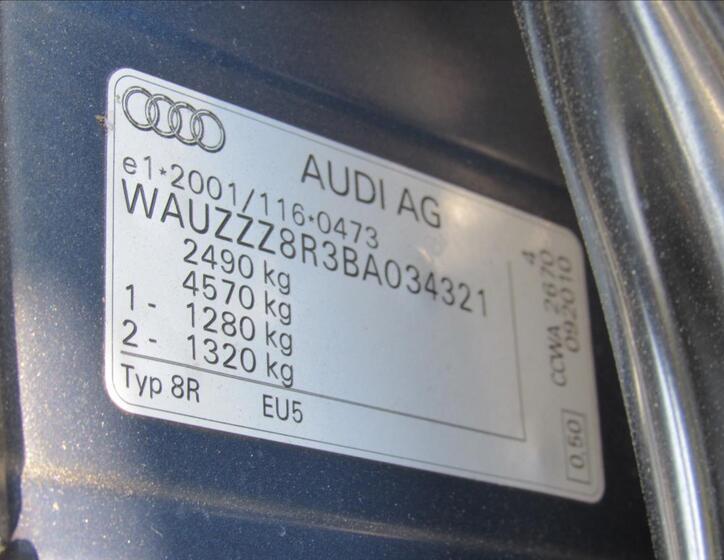 AUDI AG
e1*2001/116*0473
WAUZZZ8R3BA034321
2490 kg
4570 kg
1 - 1280 kg
2 - 1320 kg
Typ 8R EU5
4
CCWA 2670
092010
0,50